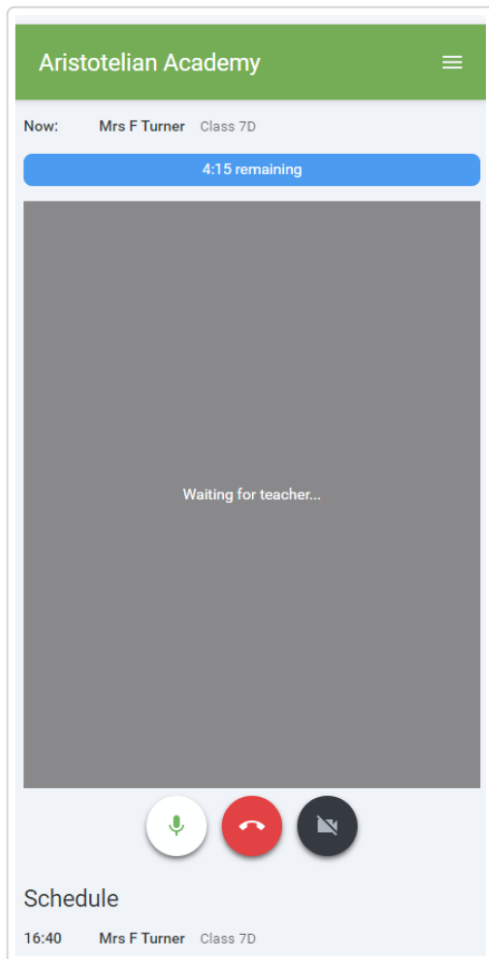 Aristotelian Academy
Now: Mrs F Turner Class 7D
4:15 remaining
Waiting for teacher...
Schedule
16:40 Mrs F Turner Class 7D